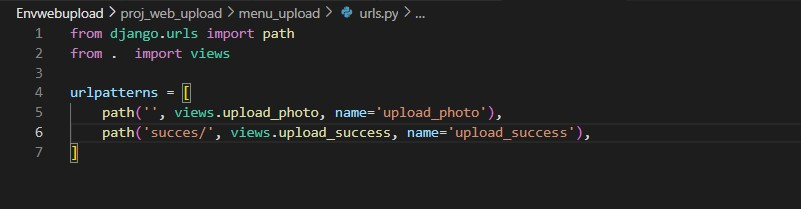 Envwebupload > proj_web_upload > menu_upload > urls.py > ...
1 from django.urls import path
2 from .  import views
3
4 urlpatterns = [
5     path('', views.upload_photo, name='upload_photo'),
6     path('succes/', views.upload_success, name='upload_success'),
7 ]